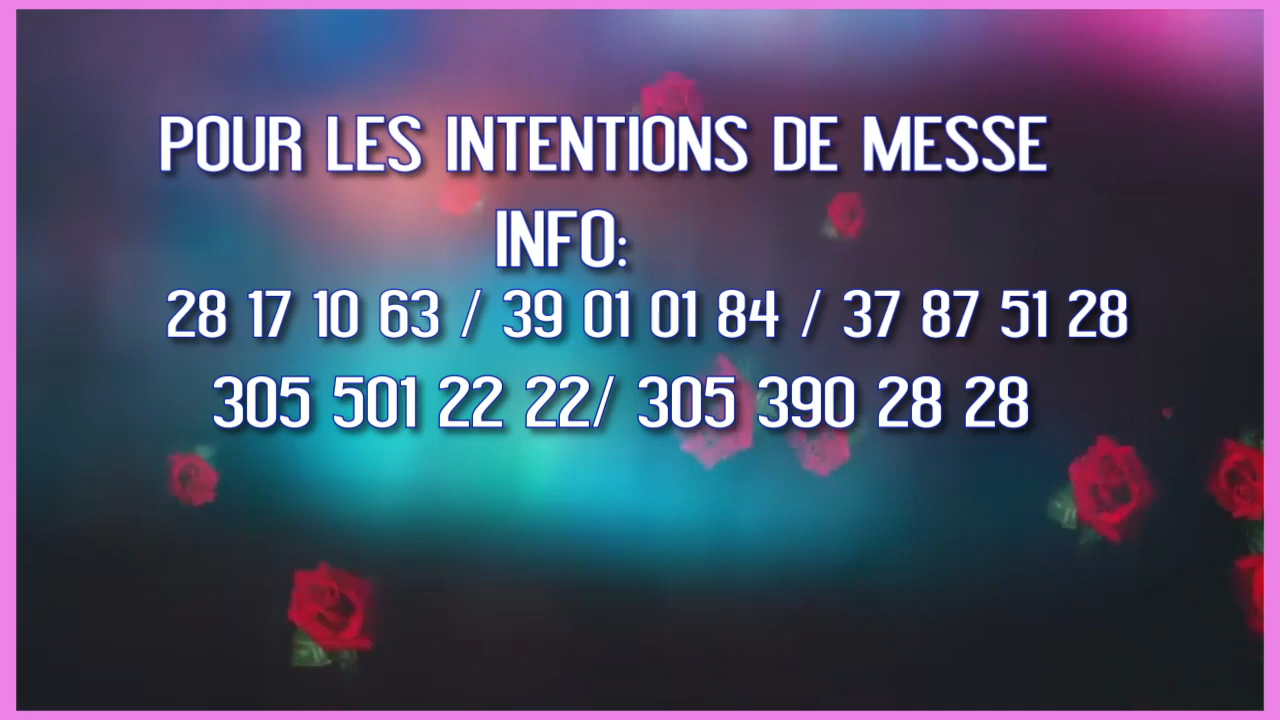 POUR LES INTENTIONS DE MESSE
INFO:
28 17 10 63 / 39 01 01 84 / 37 87 51 28
305 501 22 22/ 305 390 28 28